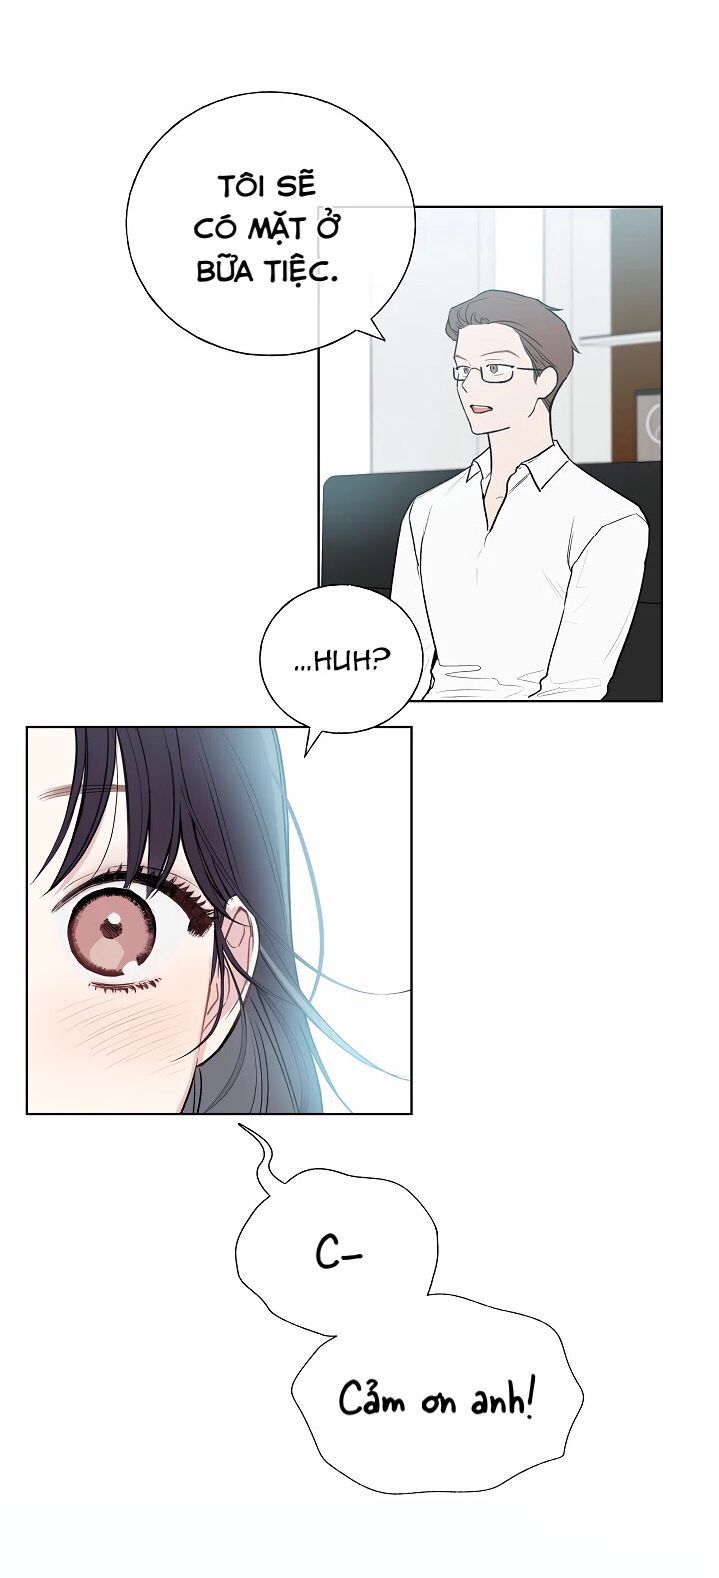 TÔI SẼ
CÓ MẶT Ở
BỮA TIỆC.
...HUH?
C-
Cảm ơn anh!